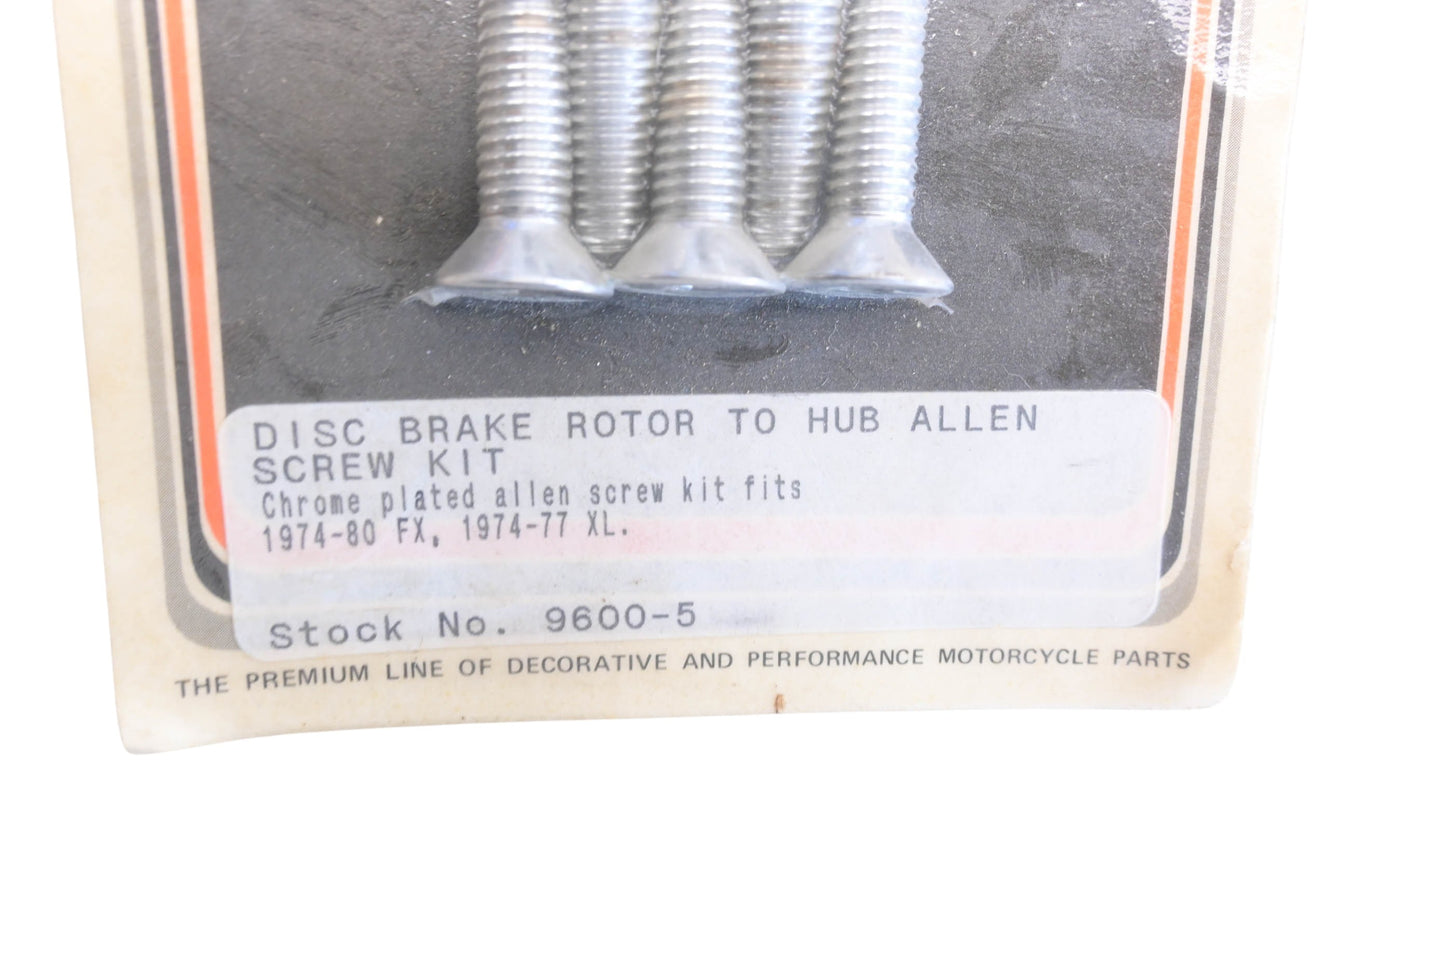 DISC BRAKE ROTOR TO HUB ALLEN
SCREW KIT
Chrome plated allen screw kit fits
1974-80 FX, 1974-77 XL.
Stock No. 9600-5
THE PREMIUM LINE OF DECORATIVE AND PERFORMANCE MOTORCYCLE PARTS